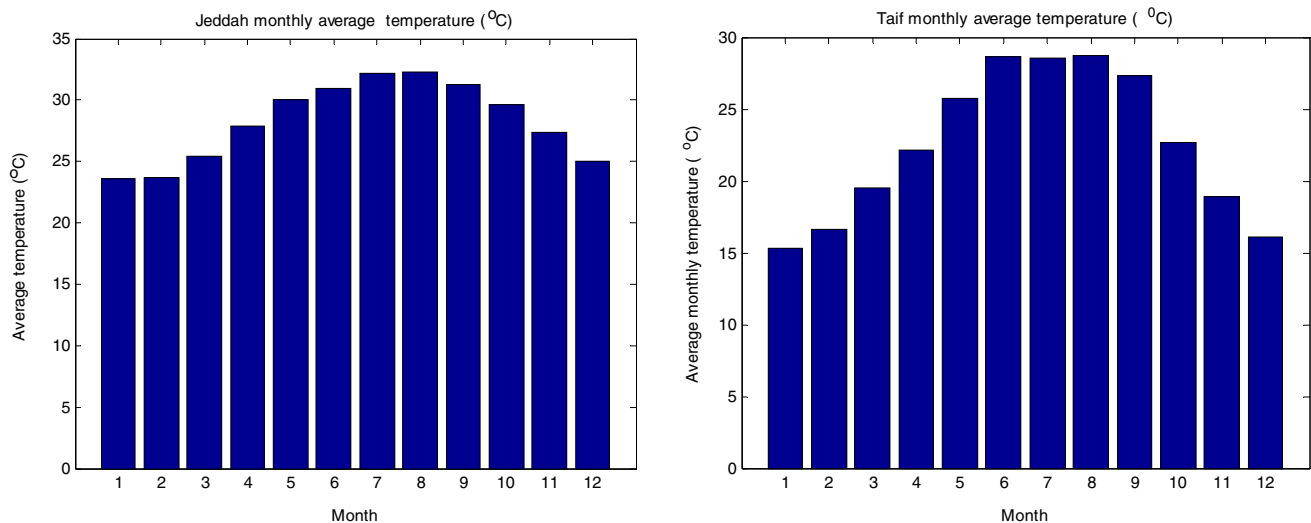 Jeddah monthly average temperature (°C)
35
30
25
20
15
10
5
0
Average temperature (°C)
1 2 3 4 5 6 7 8 9 10 11 12
Month
Taif monthly average temperature ( ⁰C)
30
25
20
15
10
5
0
Average monthly temperature ( °C)
1 2 3 4 5 6 7 8 9 10 11 12
Month